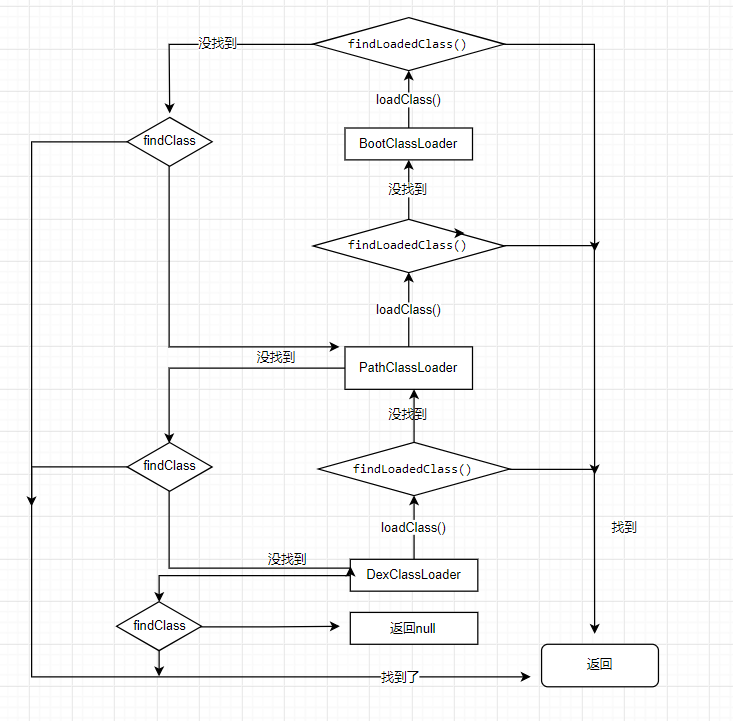 没找到
findLoadedClass()
loadClass()
findClass
BootClassLoader
没找到
findLoadedClass()
loadClass()
没找到
PathClassLoader
没找到
findClass
findLoadedClass()
loadClass()
找到
没找到
DexClassLoader
findClass
返回null
返回
找到了